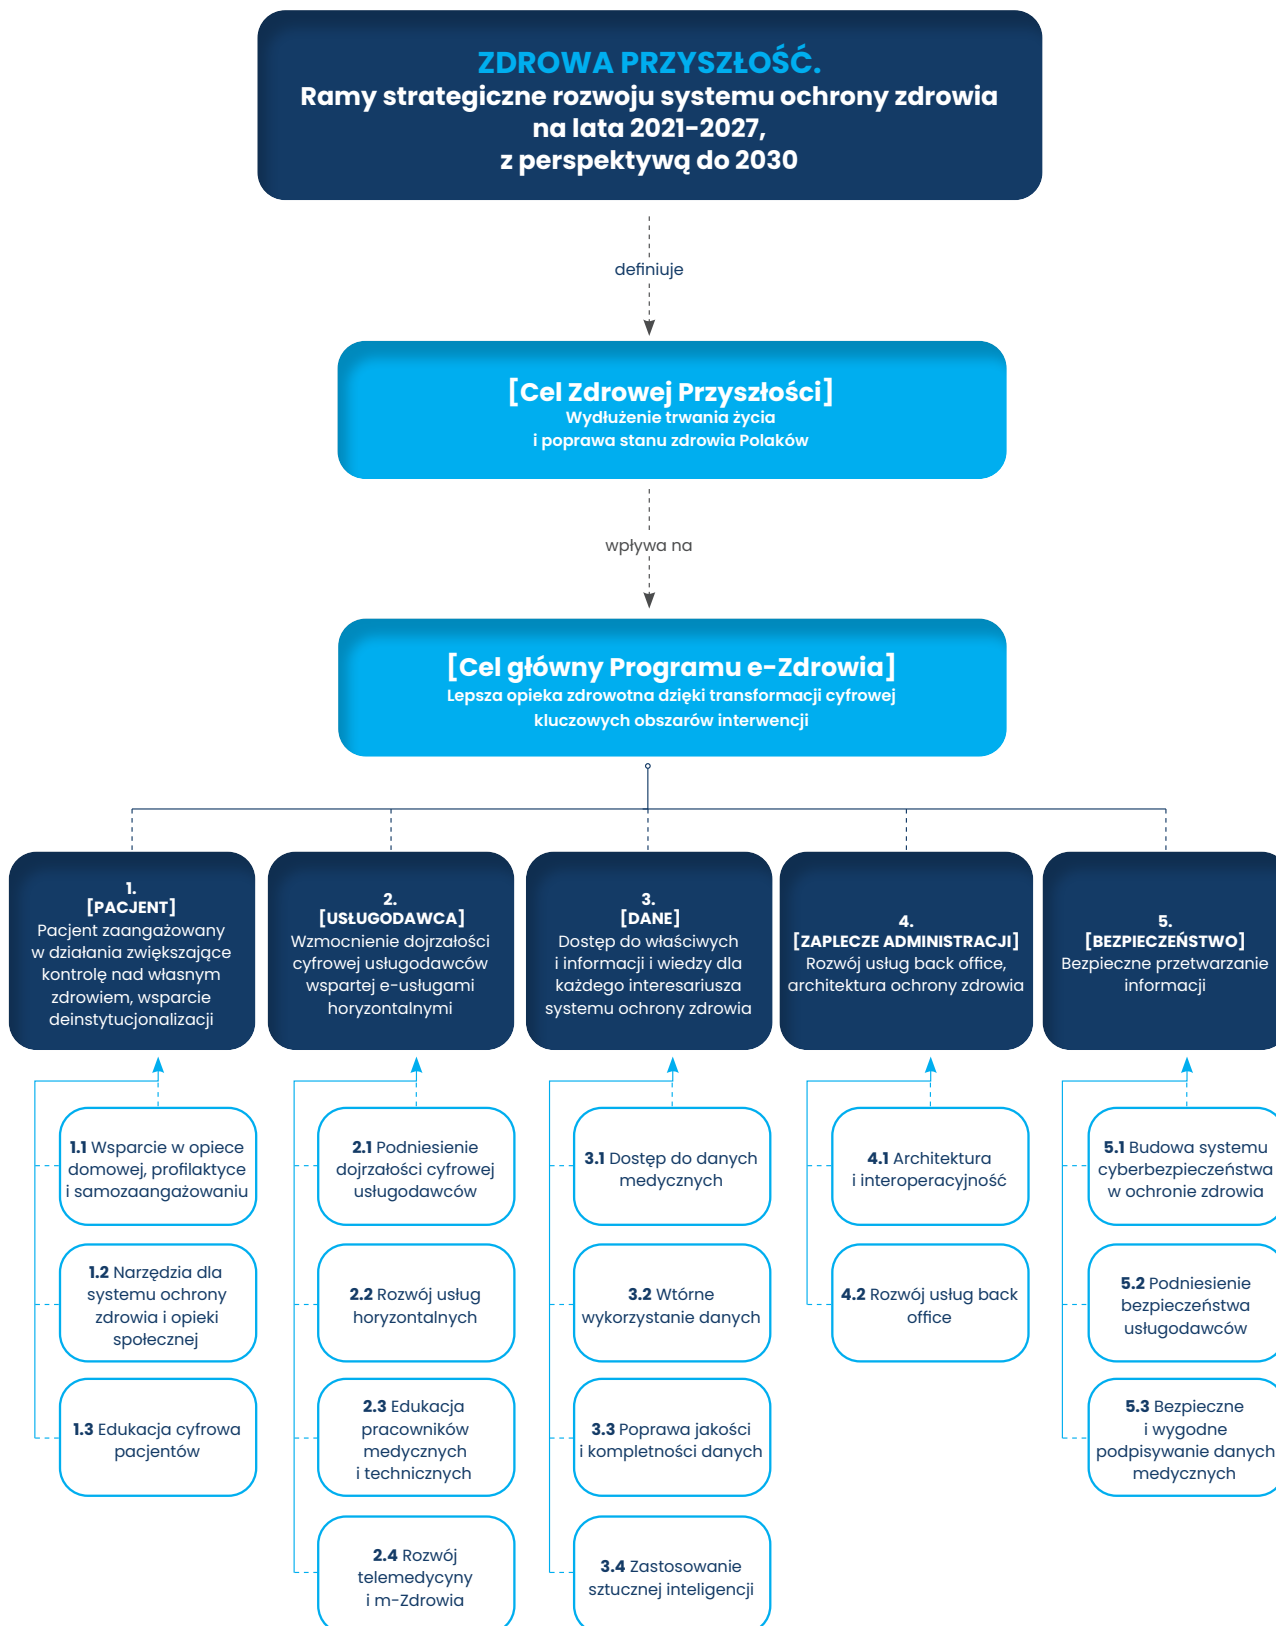 ZDROWA PRZYSZŁOŚĆ.
Ramy strategiczne rozwoju systemu ochrony zdrowia
na lata 2021-2027,
z perspektywą do 2030
definiuje
[Cel Zdrowej Przyszłości]
Wydłużenie trwania życia
i poprawa stanu zdrowia Polaków
wpływa na
[Cel główny Programu e-Zdrowia]
Lepsza opieka zdrowotna dzięki transformacji cyfrowej
kluczowych obszarów interwencji
1.
[PACJENT]
Pacjent zaangażowany
w działania zwiększające
kontrolę nad własnym
zdrowiem, wsparcie
deinstytucjonalizacji
2.
[USŁUGODAWCA]
Wzmocnienie dojrzałości
cyfrowej usługodawców
wspartej e-usługami
horyzontalnymi
3.
[DANE]
Dostęp do właściwych
i informacji i wiedzy dla
każdego interesariusza
systemu ochrony zdrowia
4.
[ZAPLECZE ADMINISTRACJI]
Rozwój usług back office,
architektura ochrony zdrowia
5.
[BEZPIECZEŃSTWO]
Bezpieczne przetwarzanie
informacji
1.1 Wsparcie w opiece
domowej, profilaktyce
i samozaangażowaniu
1.2 Narzędzia dla
systemu ochrony
zdrowia i opieki
społecznej
1.3 Edukacja cyfrowa
pacjentów
2.1 Podniesienie
dojrzałości cyfrowej
usługodawców
2.2 Rozwój usług
horyzontalnych
2.3 Edukacja
pracowników
medycznych
i technicznych
2.4 Rozwój
telemedycyny
i m-Zdrowia
3.1 Dostęp do danych
medycznych
3.2 Wtórne
wykorzystanie danych
3.3 Poprawa jakości
i kompletności danych
3.4 Zastosowanie
sztucznej inteligencji
4.1 Architektura
i interoperacyjność
4.2 Rozwój usług back
office
5.1 Budowa systemu
cyberbezpieczeństwa
w ochronie zdrowia
5.2 Podniesienie
bezpieczeństwa
usługodawców
5.3 Bezpieczne
i wygodne
podpisywanie danych
medycznych